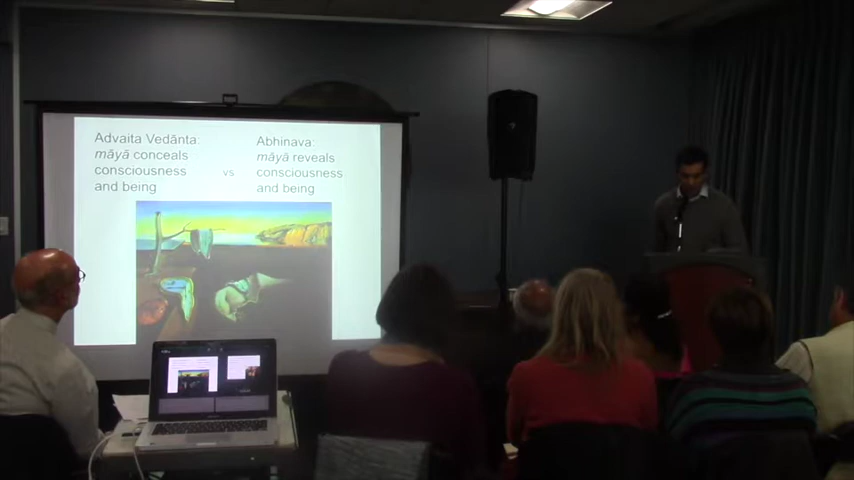 Advaita Vedānta:
māyā conceals
consciousness
and being
vs
Abhinava:
māyā reveals
consciousness
and being